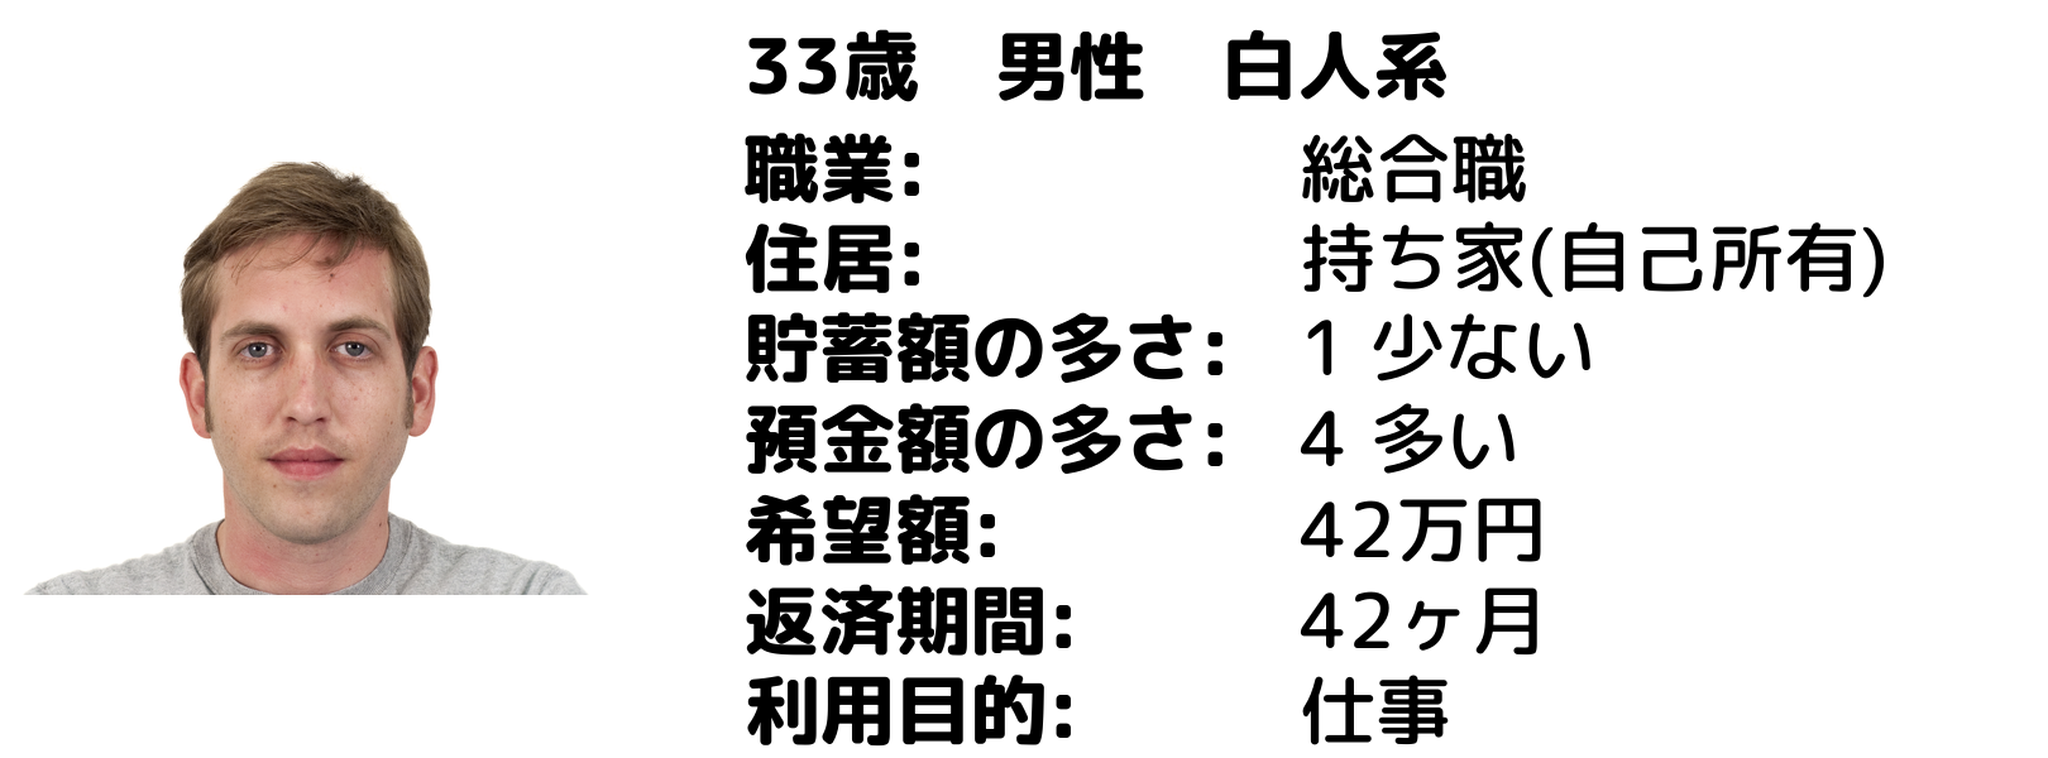 33歳　男性　白人系
職業: 総合職
住居: 持ち家(自己所有)
貯蓄額の多さ: 1 少ない
預金額の多さ: 4 多い
希望額: 42万円
返済期間: 42ヶ月
利用目的: 仕事